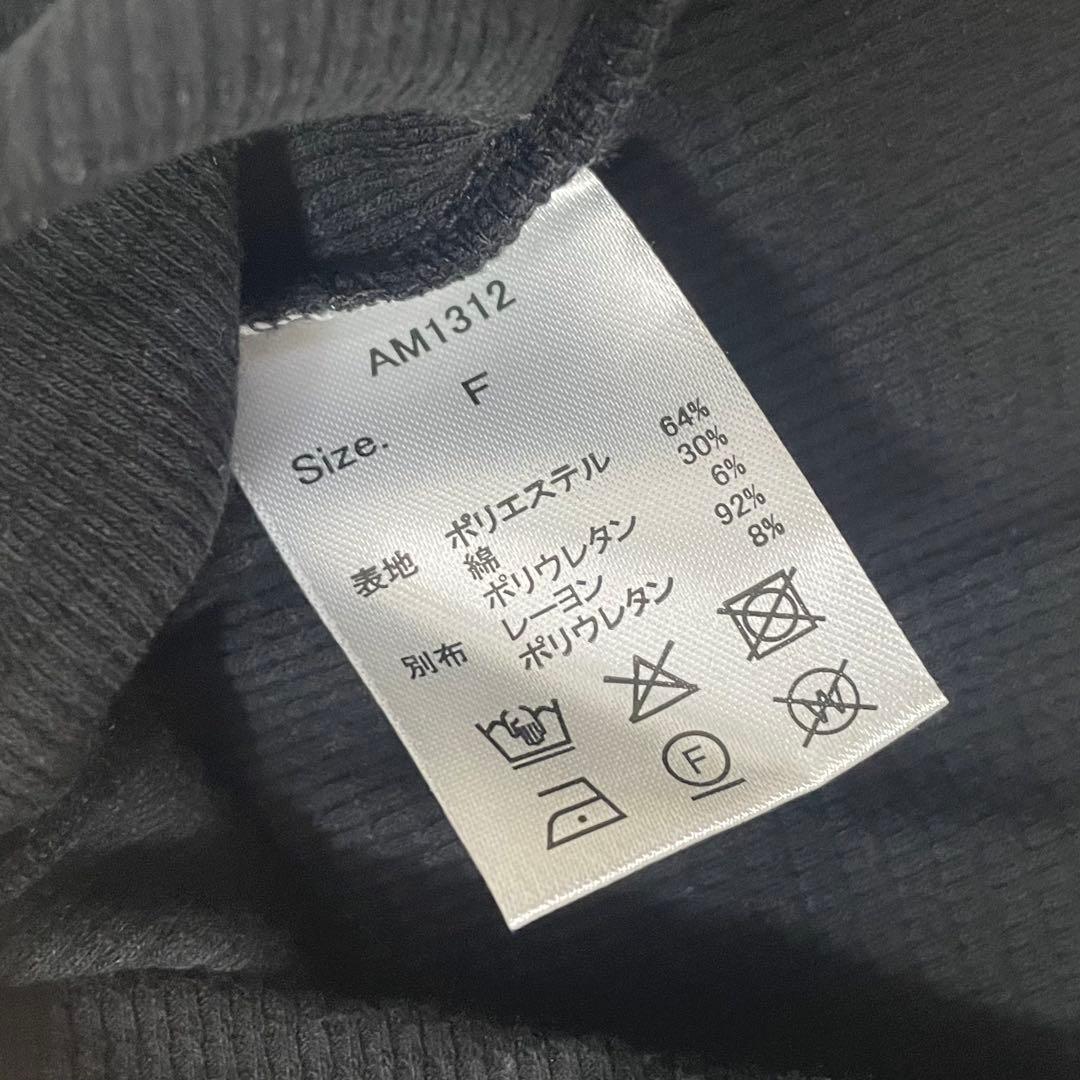 AM1312
Size. F
表地 ポリエステル 64%
綿 30%
ポリウレタン 6%
別布 レーヨン 92%
ポリウレタン 8%
W
F